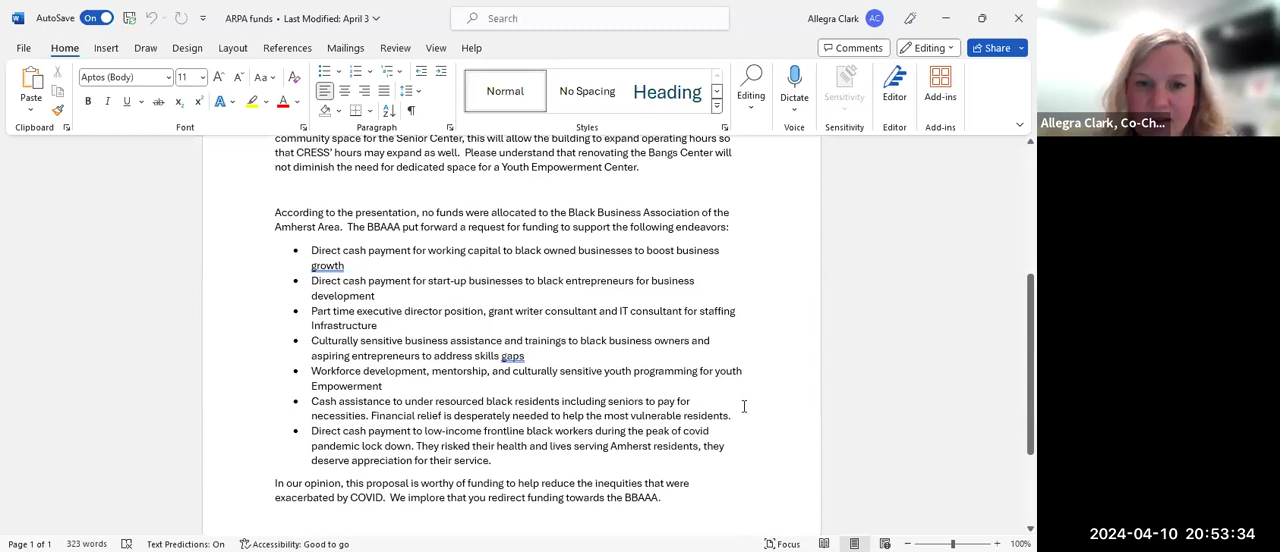 AutoSave On ARPA funds • Last Modified: April 3 Search Allegra Clark AC
File Home Insert Draw Design Layout References Mailings Review View Help Comments Editing Share
Aptos (Body) 11 A A Aa A Normal No Spacing Heading
Paste B I U ab x₂ x² A A Editing Dictate Sensitivity Editor Add-ins
Clipboard Font Paragraph Styles Voice Sensitivity Editor Add-ins
Allegra Clark, Co-Ch...
community space for the Senior Center, this will allow the building to expand operating hours so
that CRESS' hours may expand as well. Please understand that renovating the Bangs Center will
not diminish the need for dedicated space for a Youth Empowerment Center.
According to the presentation, no funds were allocated to the Black Business Association of the
Amherst Area. The BBAAA put forward a request for funding to support the following endeavors:
• Direct cash payment for working capital to black owned businesses to boost business
growth
• Direct cash payment for start-up businesses to black entrepreneurs for business
development
• Part time executive director position, grant writer consultant and IT consultant for staffing
Infrastructure
• Culturally sensitive business assistance and trainings to black business owners and
aspiring entrepreneurs to address skills gaps
• Workforce development, mentorship, and culturally sensitive youth programming for youth
Empowerment
• Cash assistance to under resourced black residents including seniors to pay for
necessities. Financial relief is desperately needed to help the most vulnerable residents.
• Direct cash payment to low-income frontline black workers during the peak of covid
pandemic lock down. They risked their health and lives serving Amherst residents, they
deserve appreciation for their service.
In our opinion, this proposal is worthy of funding to help reduce the inequities that were
exacerbated by COVID. We implore that you redirect funding towards the BBAAA.
Page 1 of 1 323 words Text Predictions: On Accessibility: Good to go Focus 100%
2024-04-10 20:53:34